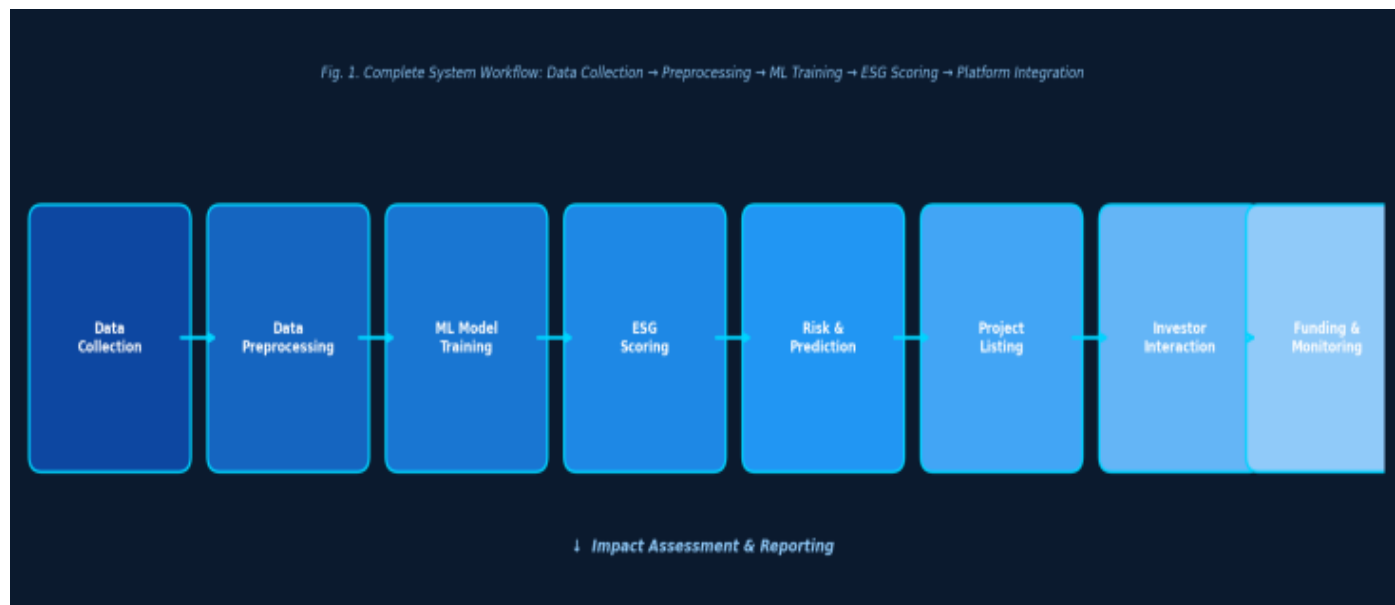 Fig. 1. Complete System Workflow: Data Collection → Preprocessing → ML Training → ESG Scoring → Platform Integration
Data
Collection
Data
Preprocessing
ML Model
Training
ESG
Scoring
Risk &
Prediction
Project
Listing
Investor
Interaction
Funding &
Monitoring
↓ Impact Assessment & Reporting